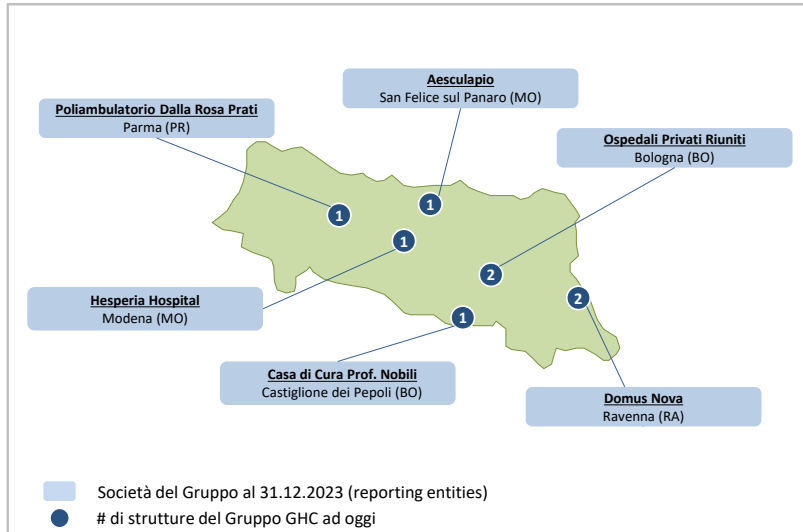 Aesculapio
San Felice sul Panaro (MO)
Poliambulatorio Dalla Rosa Prati
Parma (PR)
Ospedali Privati Riuniti
Bologna (BO)
1
1
1
2
2
1
Hesperia Hospital
Modena (MO)
Casa di Cura Prof. Nobili
Castiglione dei Pepoli (BO)
Domus Nova
Ravenna (RA)
Società del Gruppo al 31.12.2023 (reporting entities)
# di strutture del Gruppo GHC ad oggi